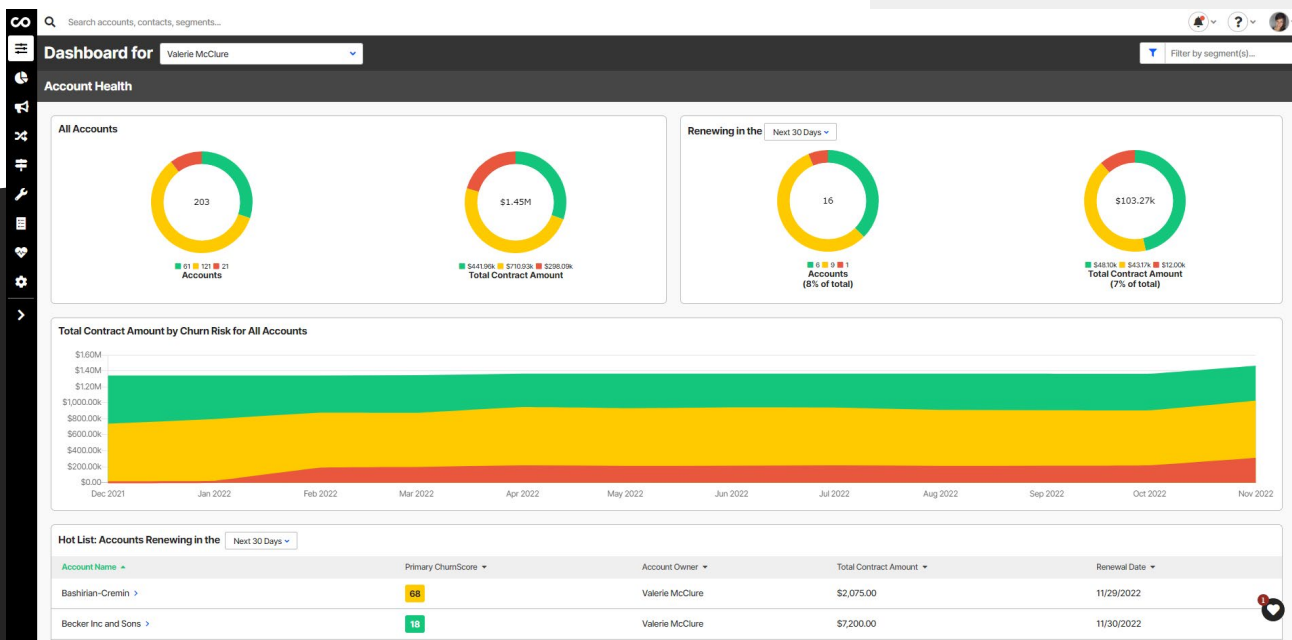 Search accounts, contacts, segments...
?
Dashboard for Valerie McClure
Filter by segment(s)...
Account Health
All Accounts
203
61 121 21
Accounts
$1.45M
$441.96k $710.93k $298.09k
Total Contract Amount
Renewing in the Next 30 Days
16
6 9 1
Accounts
(8% of total)
$103.27k
$48.10k $43.17k $12.00k
Total Contract Amount
(7% of total)
Total Contract Amount by Churn Risk for All Accounts
$1.60M
$1.40M
$1.20M
$1,000.00k
$800.00k
$600.00k
$400.00k
$200.00k
$0.00
Dec 2021 Jan 2022 Feb 2022 Mar 2022 Apr 2022 May 2022 Jun 2022 Jul 2022 Aug 2022 Sep 2022 Oct 2022 Nov 2022
Hot List: Accounts Renewing in the Next 30 Days
Account Name Primary ChurnScore Account Owner Total Contract Amount Renewal Date
Bashirian-Cremin 68 Valerie McClure $2,075.00 11/29/2022
1
Becker Inc and Sons 18 Valerie McClure $7,200.00 11/30/2022